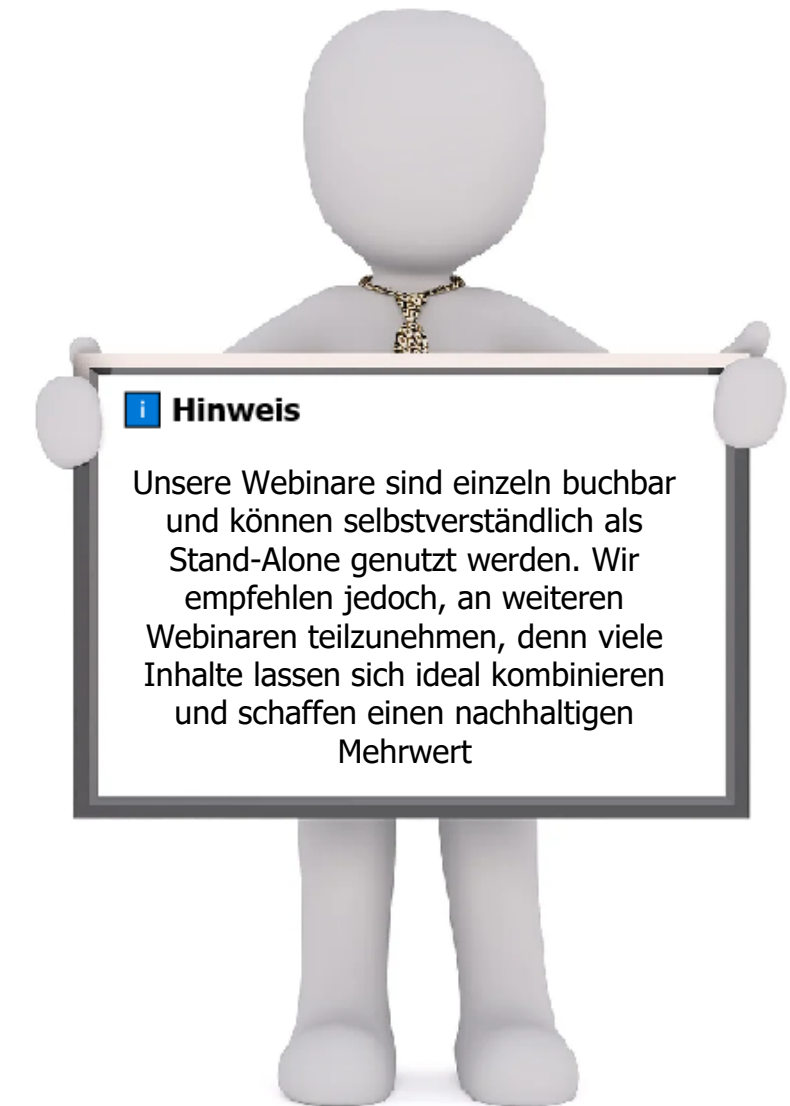 i Hinweis
Unsere Webinare sind einzeln buchbar
und können selbstverständlich als
Stand-Alone genutzt werden. Wir
empfehlen jedoch, an weiteren
Webinaren teilzunehmen, denn viele
Inhalte lassen sich ideal kombinieren
und schaffen einen nachhaltigen
Mehrwert